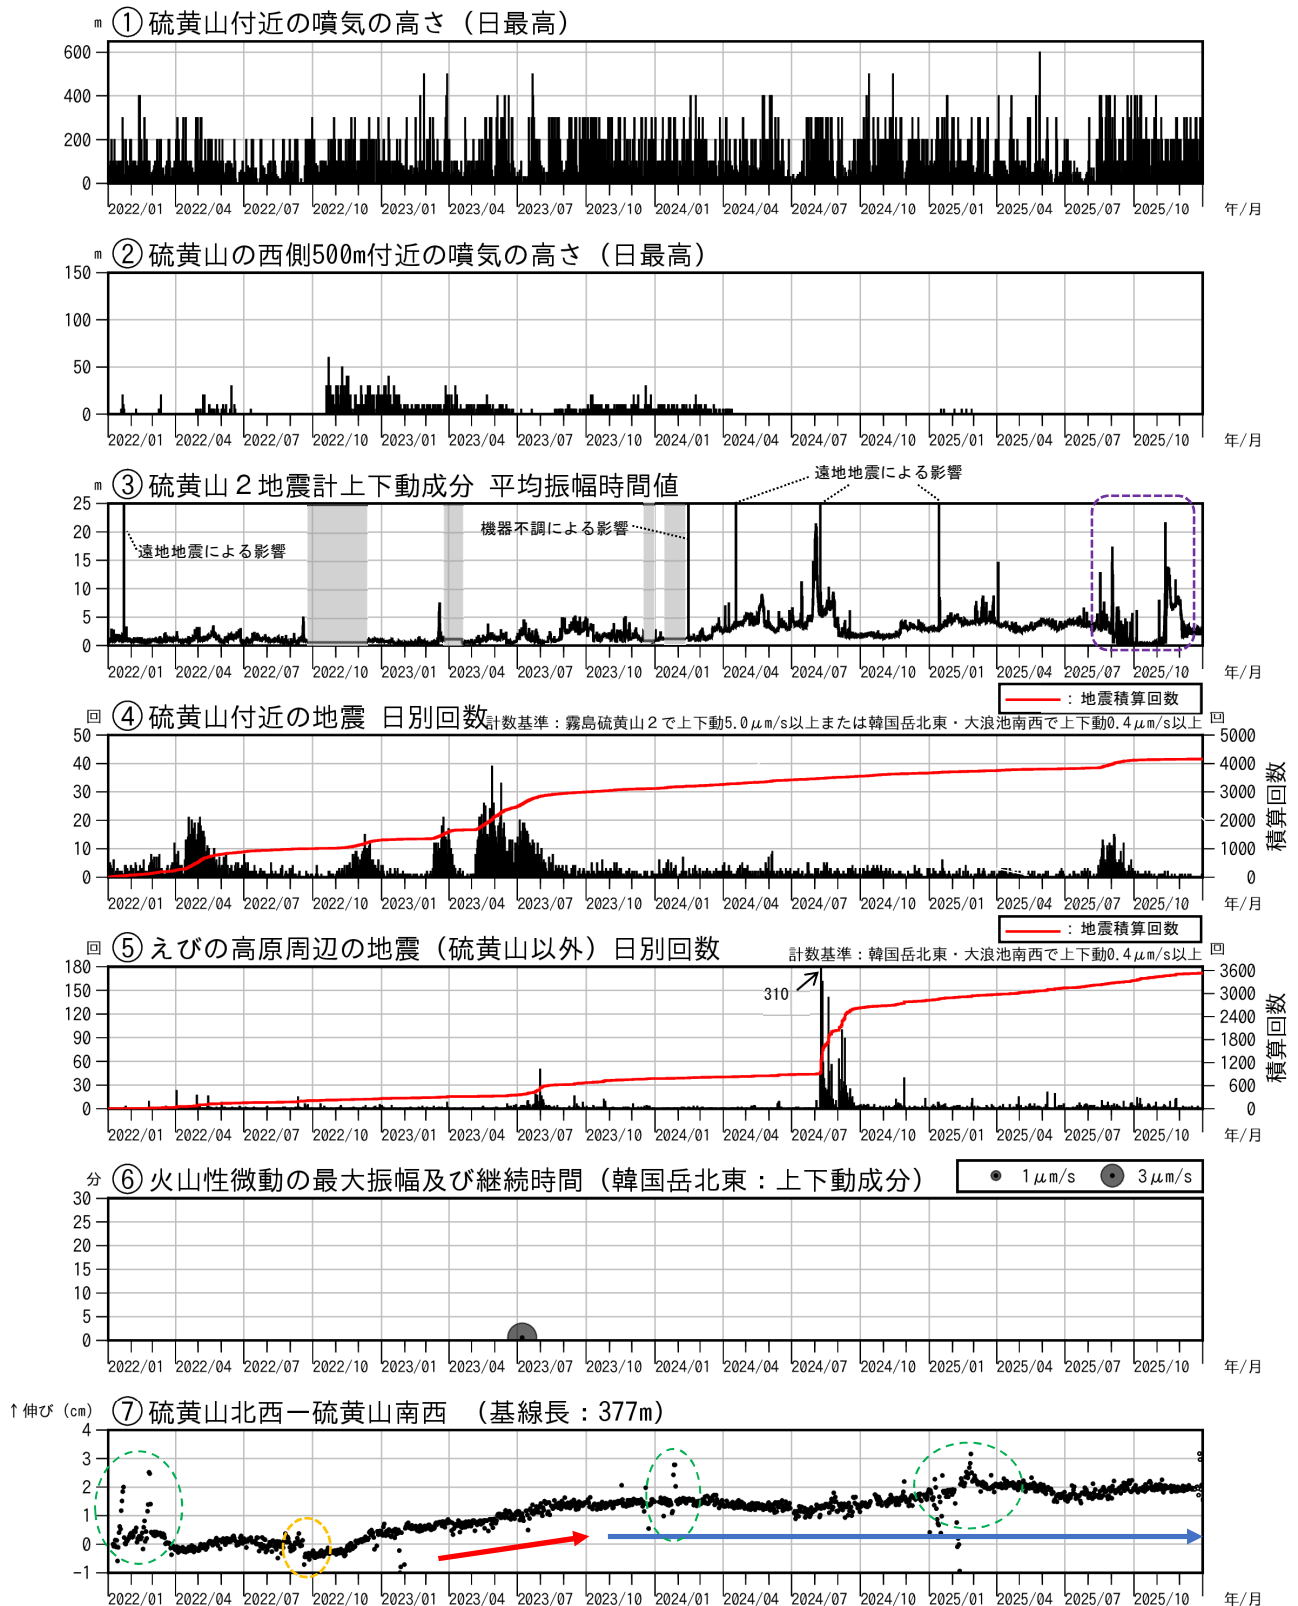 m ①硫黄山付近の噴気の高さ（日最高）
600
400
200
0
2022/01 2022/04 2022/07 2022/10 2023/01 2023/04 2023/07 2023/10 2024/01 2024/04 2024/07 2024/10 2025/01 2025/04 2025/07 2025/10 年/月
m ②硫黄山の西側500m付近の噴気の高さ（日最高）
150
100
50
0
2022/01 2022/04 2022/07 2022/10 2023/01 2023/04 2023/07 2023/10 2024/01 2024/04 2024/07 2024/10 2025/01 2025/04 2025/07 2025/10 年/月
遠地地震による影響
m ③硫黄山２地震計上下動成分 平均振幅時間値
25
20
機器不調による影響
遠地地震による影響
15
10
5
0
2022/01 2022/04 2022/07 2022/10 2023/01 2023/04 2023/07 2023/10 2024/01 2024/04 2024/07 2024/10 2025/01 2025/04 2025/07 2025/10 年/月
：地震積算回数
回 ④硫黄山付近の地震 日別回数 計数基準：霧島硫黄山２で上下動5.0μm/s以上または韓国岳北東・大浪池南西で上下動0.4μm/s以上 回
50 5000
40 4000
30 3000
20 2000
10 1000
0 0
積算回数
2022/01 2022/04 2022/07 2022/10 2023/01 2023/04 2023/07 2023/10 2024/01 2024/04 2024/07 2024/10 2025/01 2025/04 2025/07 2025/10 年/月
：地震積算回数
回 ⑤えびの高原周辺の地震（硫黄山以外）日別回数 計数基準：韓国岳北東・大浪池南西で上下動0.4μm/s以上 回
180 3600
150 3000
310
120 2400
90 1800
60 1200
30 600
0 0
積算回数
2022/01 2022/04 2022/07 2022/10 2023/01 2023/04 2023/07 2023/10 2024/01 2024/04 2024/07 2024/10 2025/01 2025/04 2025/07 2025/10 年/月
分 ⑥火山性微動の最大振幅及び継続時間（韓国岳北東：上下動成分） 1μm/s 3μm/s
30
25
20
15
10
5
0
2022/01 2022/04 2022/07 2022/10 2023/01 2023/04 2023/07 2023/10 2024/01 2024/04 2024/07 2024/10 2025/01 2025/04 2025/07 2025/10 年/月
↑伸び（cm） ⑦硫黄山北西ー硫黄山南西 （基線長：377m）
4
3
2
1
0
-1
2022/01 2022/04 2022/07 2022/10 2023/01 2023/04 2023/07 2023/10 2024/01 2024/04 2024/07 2024/10 2025/01 2025/04 2025/07 2025/10 年/月